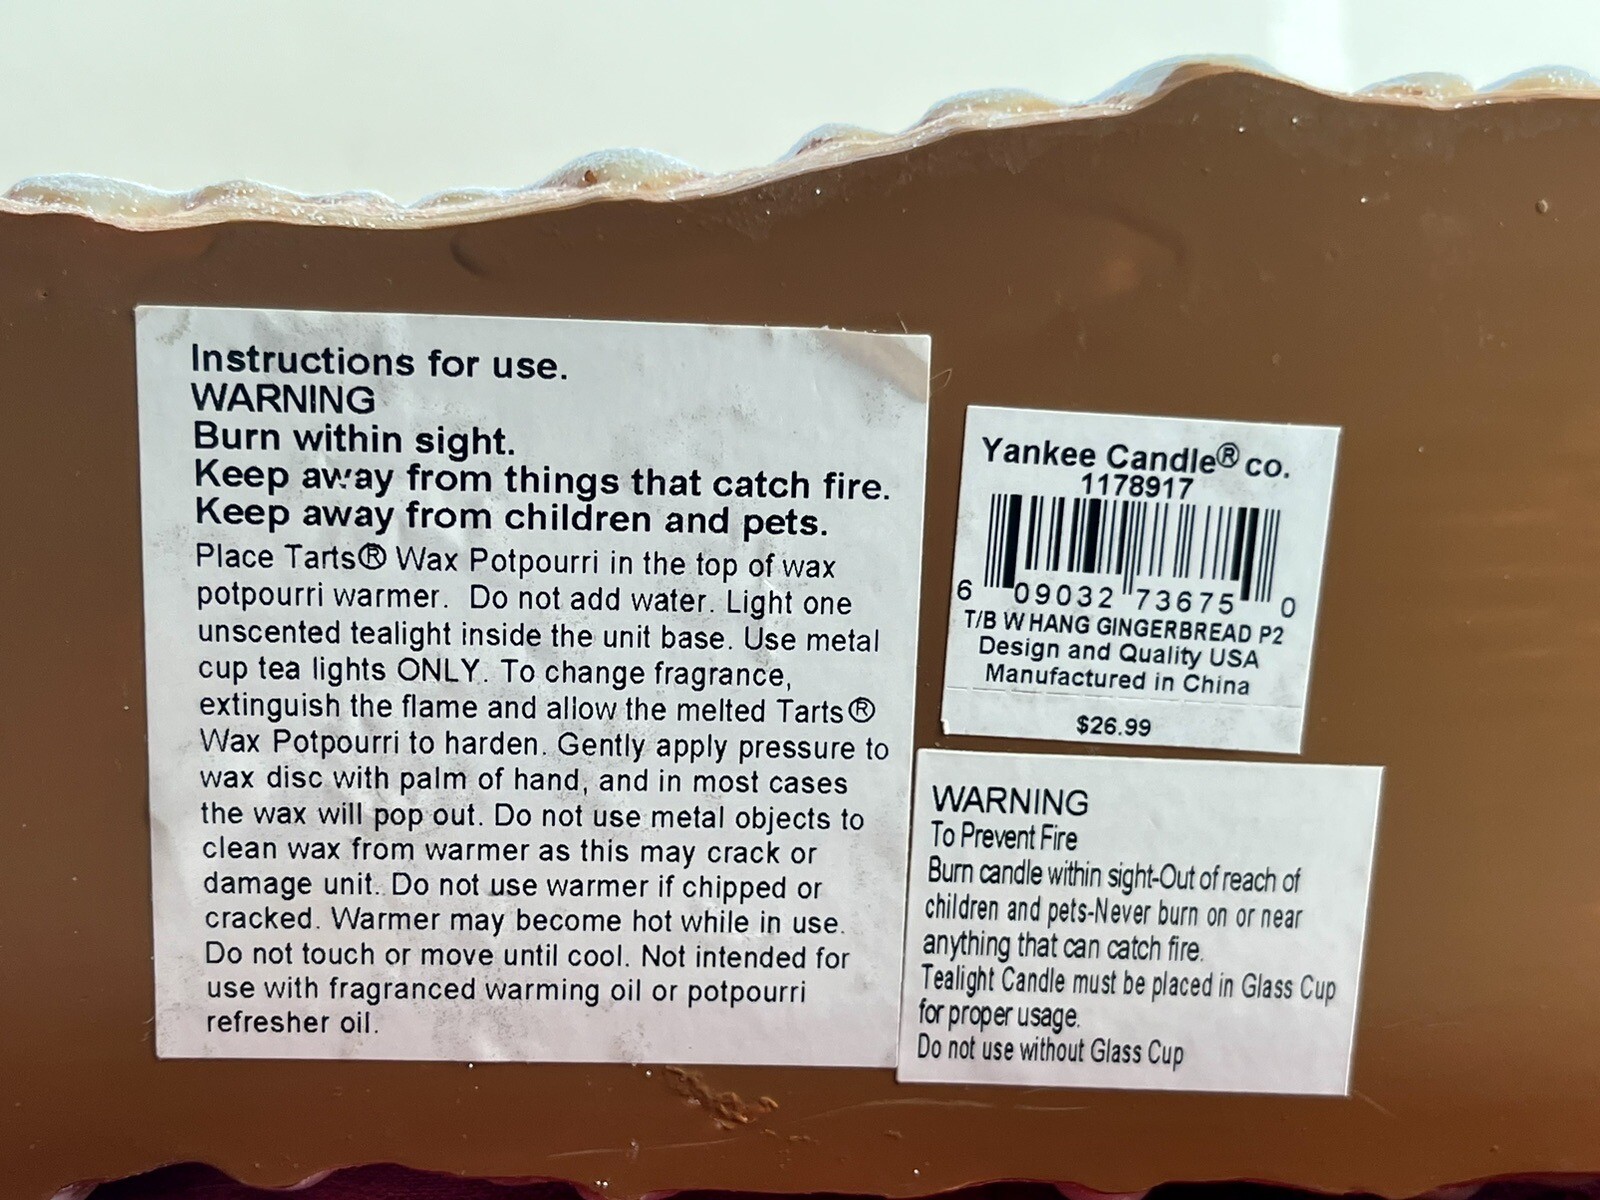 Instructions for use.
WARNING
Burn within sight.
Keep away from things that catch fire.
Keep away from children and pets.
Place Tarts® Wax Potpourri in the top of wax
potpourri warmer. Do not add water. Light one
unscented tealight inside the unit base. Use metal
cup tea lights ONLY. To change fragrance,
extinguish the flame and allow the melted Tarts®
Wax Potpourri to harden. Gently apply pressure to
wax disc with palm of hand, and in most cases
the wax will pop out. Do not use metal objects to
clean wax from warmer as this may crack or
damage unit. Do not use warmer if chipped or
cracked. Warmer may become hot while in use.
Do not touch or move until cool. Not intended for
use with fragranced warming oil or potpourri
refresher oil.
Yankee Candle® co.
1178917
6 09032 73675 0
T/B W HANG GINGERBREAD P2
Design and Quality USA
Manufactured in China
$26.99
WARNING
To Prevent Fire
Burn candle within sight-Out of reach of
children and pets-Never burn on or near
anything that can catch fire.
Tealight Candle must be placed in Glass Cup
for proper usage.
Do not use without Glass Cup